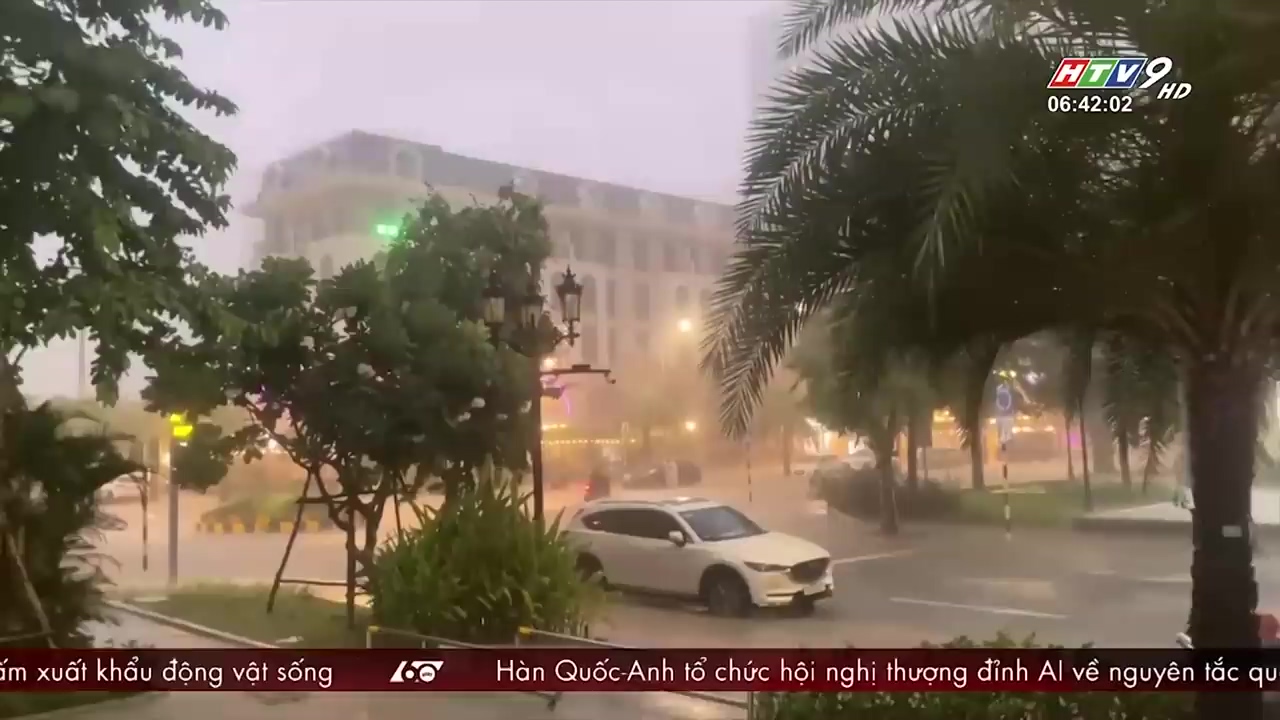 HTV9 HD
06:42:02
ấm xuất khẩu động vật sống 60 Hàn Quốc-Anh tổ chức hội nghị thượng đỉnh AI về nguyên tắc qu